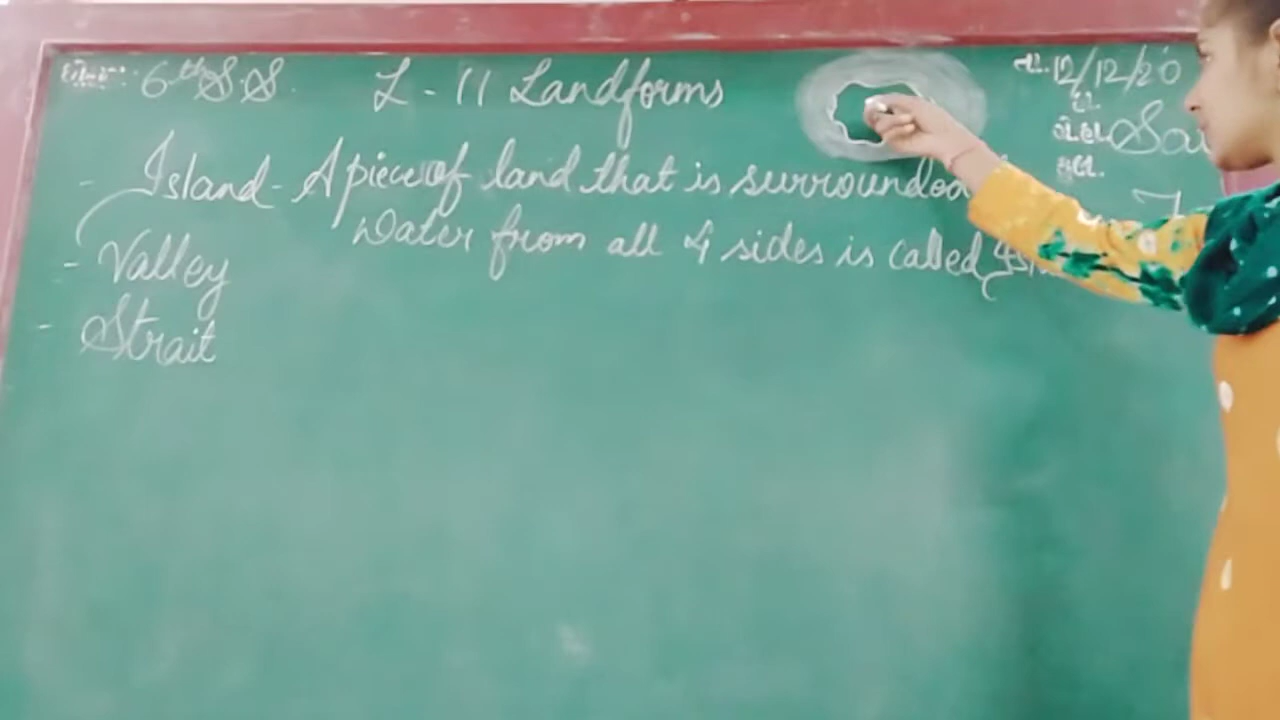 6th S.S. L - 11 Landforms
તા. 12/12/20
- Island - A piece of land that is surrounded
Water from all 4 sides is called
- Valley
- Strait